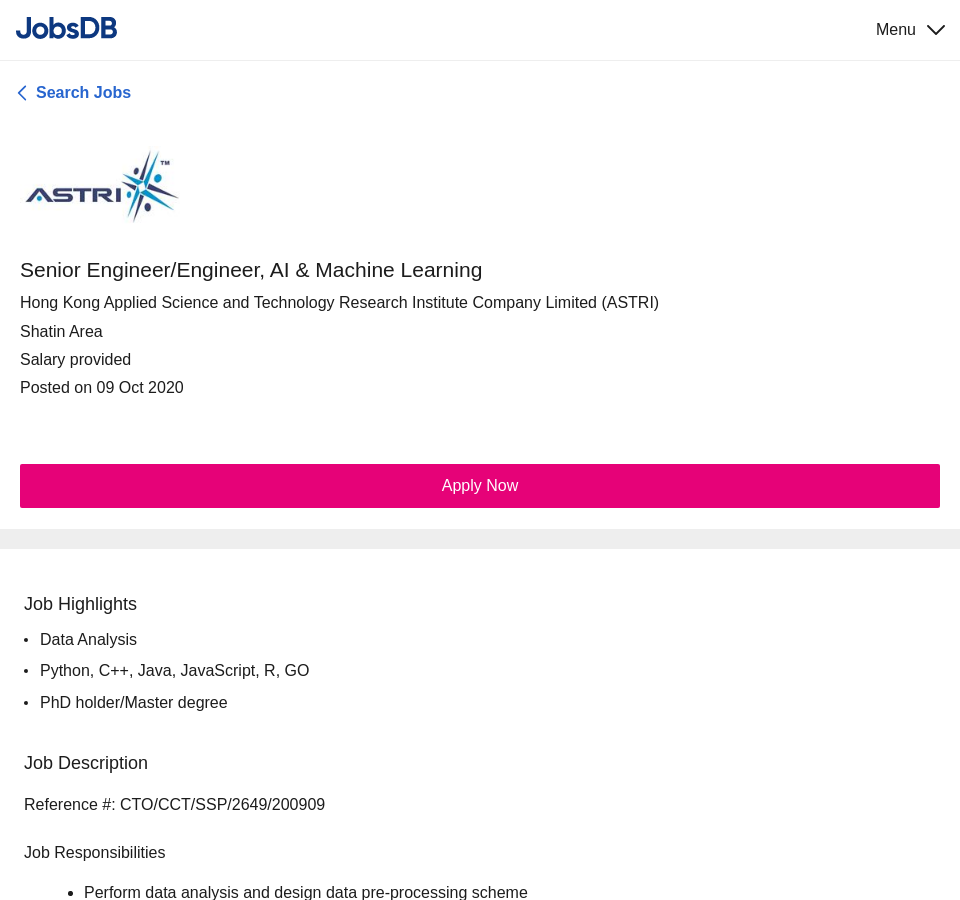 JobsDB
Menu
Search Jobs
ASTRI™
Senior Engineer/Engineer, AI & Machine Learning
Hong Kong Applied Science and Technology Research Institute Company Limited (ASTRI)
Shatin Area
Salary provided
Posted on 09 Oct 2020
Apply Now
Job Highlights
• Data Analysis
• Python, C++, Java, JavaScript, R, GO
• PhD holder/Master degree
Job Description
Reference #: CTO/CCT/SSP/2649/200909
Job Responsibilities
• Perform data analysis and design data pre-processing scheme